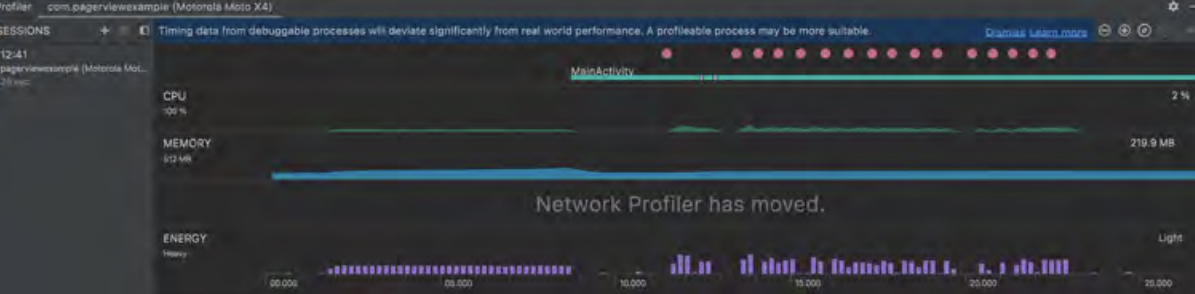 Profiler com.pagerviewexample (Motorola Moto X4)
SESSIONS
Timing data from debuggable processes will deviately significantly from real world performance. A profileable process may be more suitable. Dismiss Learn more
12:41
pagerviewexample (Motorola Mot...
MainActivity
CPU 2 %
100 %
MEMORY 219.9 MB
512 MB
Network Profiler has moved.
ENERGY Light
Heavy
00.000 05.000 10.000 15.000 20.000 25.000